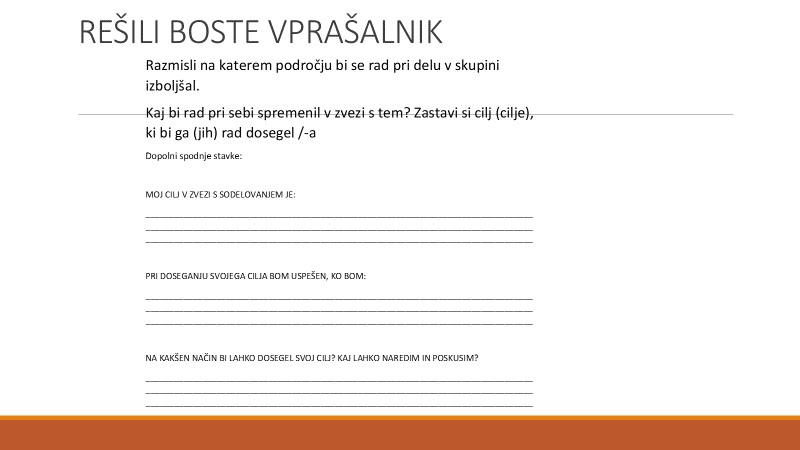 REŠILI BOSTE VPRAŠALNIK
Razmisli na katerem področju bi se rad pri delu v skupini
izboljšal.
Kaj bi rad pri sebi spremenil v zvezi s tem? Zastavi si cilj (cilje),
ki bi ga (jih) rad dosegel /-a
Dopolni spodnje stavke:
MOJ CILJ V ZVEZI S SODELOVANJEM JE:
PRI DOSEGANJU SVOJEGA CILJA BOM USPEŠEN, KO BOM:
NA KAKŠEN NAČIN BI LAHKO DOSEGEL SVOJ CILJ? KAJ LAHKO NAREDIM IN POSKUSIM?